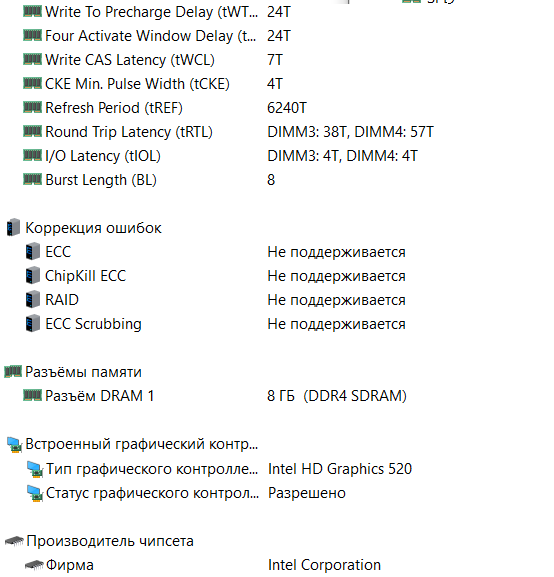 Write To Precharge Delay (tWT... 24T
Four Activate Window Delay (t... 24T
Write CAS Latency (tWCL) 7T
CKE Min. Pulse Width (tCKE) 4T
Refresh Period (tREF) 6240T
Round Trip Latency (tRTL) DIMM3: 38T, DIMM4: 57T
I/O Latency (tIOL) DIMM3: 4T, DIMM4: 4T
Burst Length (BL) 8
Коррекция ошибок
ECC Не поддерживается
ChipKill ECC Не поддерживается
RAID Не поддерживается
ECC Scrubbing Не поддерживается
Разъёмы памяти
Разъём DRAM 1 8 ГБ (DDR4 SDRAM)
Встроенный графический контр...
Тип графического контролле... Intel HD Graphics 520
Статус графического контрол... Разрешено
Производитель чипсета
Фирма Intel Corporation